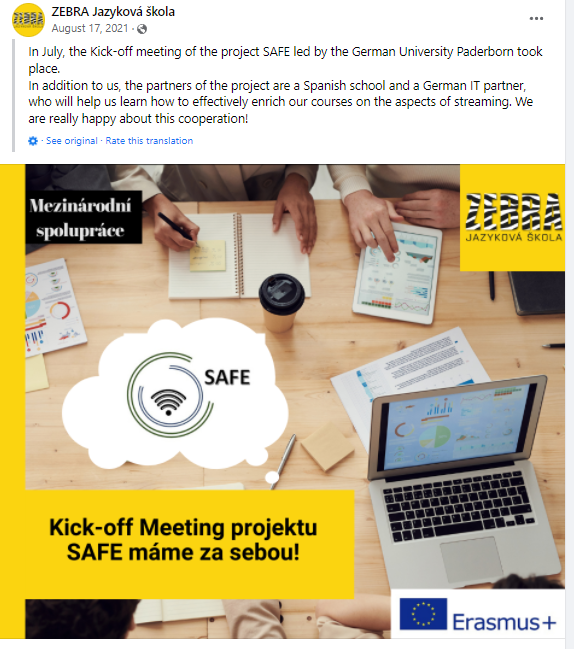 ZEBRA Jazyková škola
August 17, 2021 ·
In July, the Kick-off meeting of the project SAFE led by the German University Paderborn took
place.
In addition to us, the partners of the project are a Spanish school and a German IT partner,
who will help us learn how to effectively enrich our courses on the aspects of streaming. We
are really happy about this cooperation!
· See original · Rate this translation
Mezinárodní
spolupráce
ZEBRA
JAZYKOVÁ ŠKOLA
SAFE
Kick-off Meeting projektu
SAFE máme za sebou!
Erasmus+